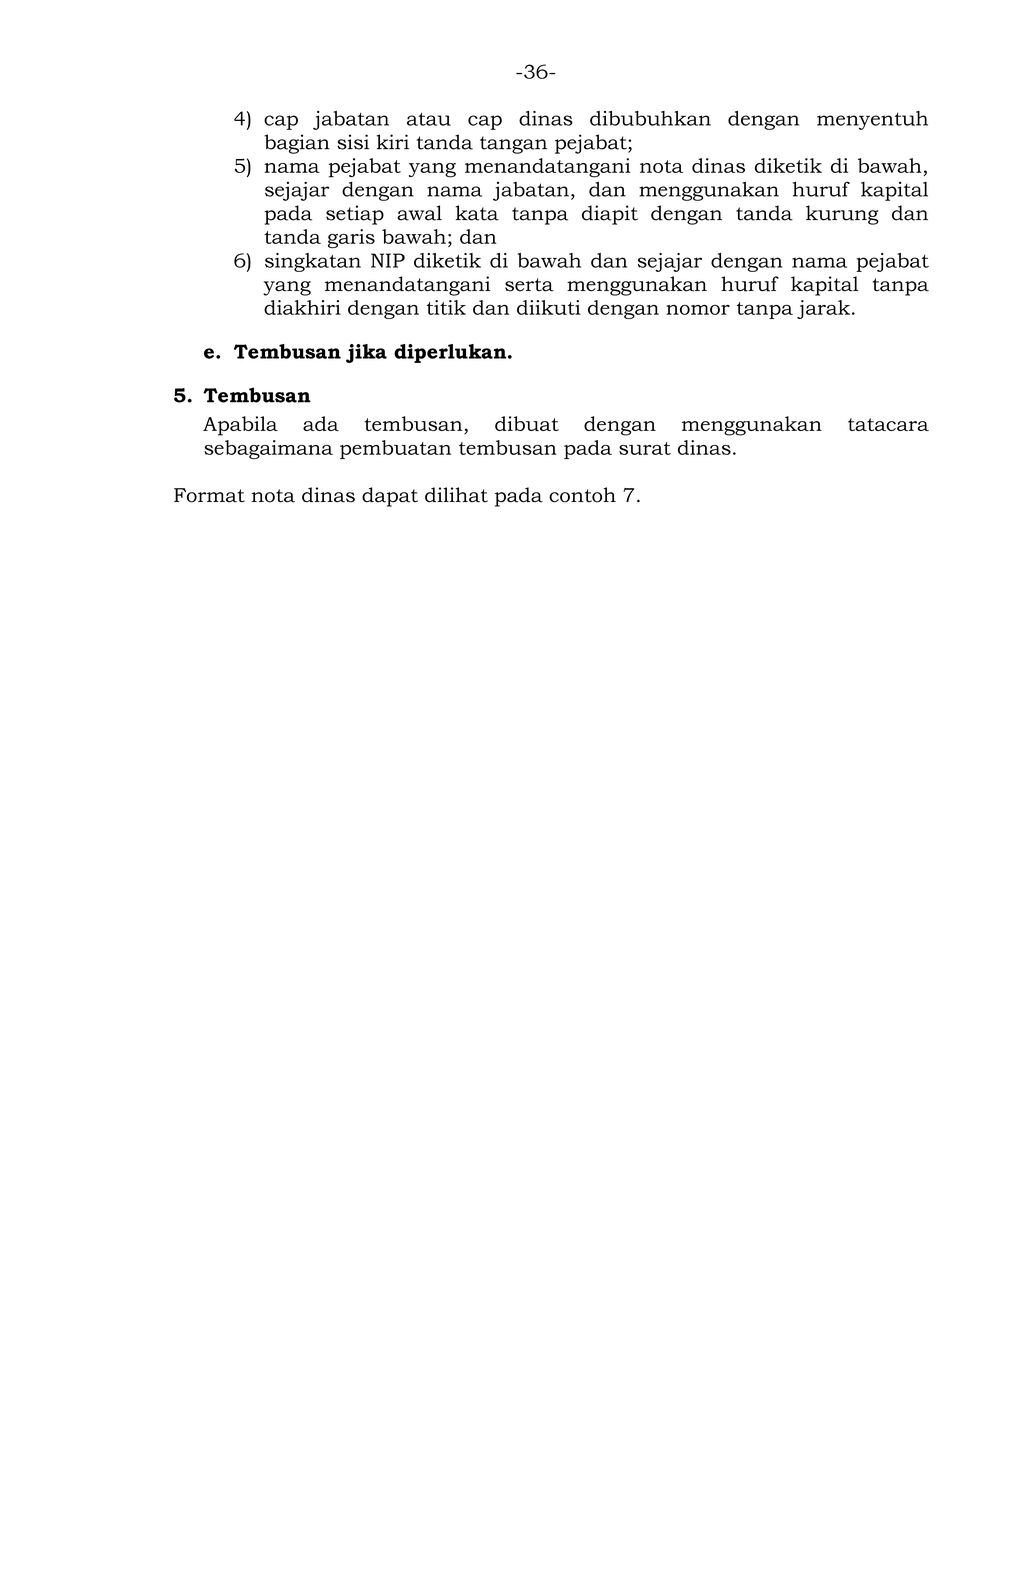 -36-
4) cap jabatan atau cap dinas dibubuhkan dengan menyentuh
bagian sisi kiri tanda tangan pejabat;
5) nama pejabat yang menandatangani nota dinas diketik di bawah,
sejajar dengan nama jabatan, dan menggunakan huruf kapital
pada setiap awal kata tanpa diapit dengan tanda kurung dan
tanda garis bawah; dan
6) singkatan NIP diketik di bawah dan sejajar dengan nama pejabat
yang menandatangani serta menggunakan huruf kapital tanpa
diakhiri dengan titik dan diikuti dengan nomor tanpa jarak.
e. Tembusan jika diperlukan.
5. Tembusan
Apabila ada tembusan, dibuat dengan menggunakan tatacara
sebagaimana pembuatan tembusan pada surat dinas.
Format nota dinas dapat dilihat pada contoh 7.